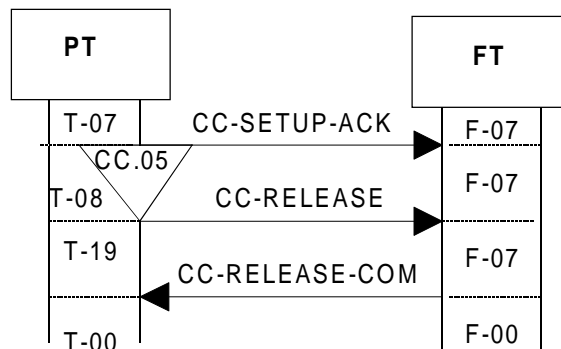 PT
FT
T-07
CC-SETUP-ACK
F-07
CC.05
T-08
CC-RELEASE
F-07
T-19
CC-RELEASE-COM
F-07
T-00
F-00